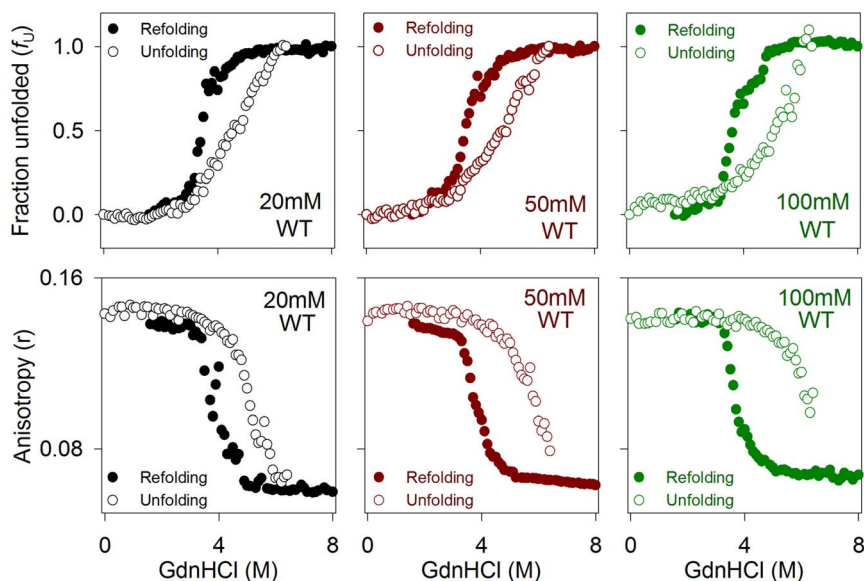 Fraction unfolded (fU)
1.0
0.5
0.0
Refolding
Unfolding
20mM
WT
Refolding
Unfolding
50mM
WT
Refolding
Unfolding
100mM
WT
Anisotropy (r)
0.16
0.08
20mM
WT
Refolding
Unfolding
50mM
WT
Refolding
Unfolding
100mM
WT
Refolding
Unfolding
0 4 8
0 4 8
0 4 8
GdnHCl (M)
GdnHCl (M)
GdnHCl (M)